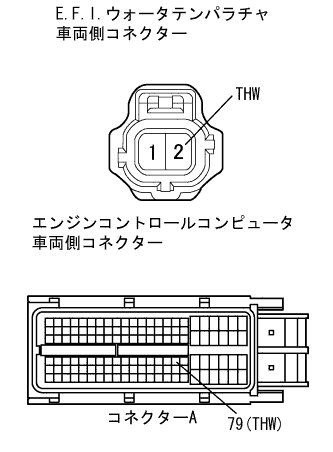 E.F.I.ウォータテンパラチャ
車両側コネクター
THW
1 2
エンジンコントロールコンピュータ
車両側コネクター
コネクターA
79(THW)